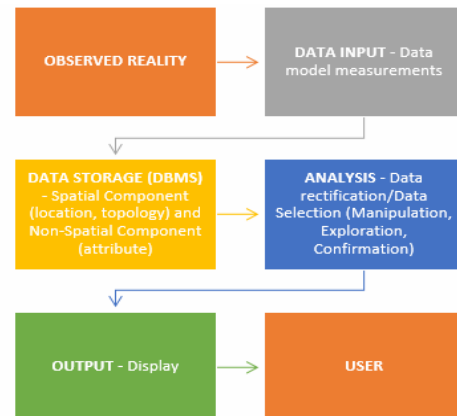 OBSERVED REALITY
DATA INPUT - Data
model measurements
DATA STORAGE (DBMS)
- Spatial Component
(location, topology) and
Non-Spatial Component
(attribute)
ANALYSIS - Data
rectification/Data
Selection (Manipulation,
Exploration,
Confirmation)
OUTPUT - Display
USER